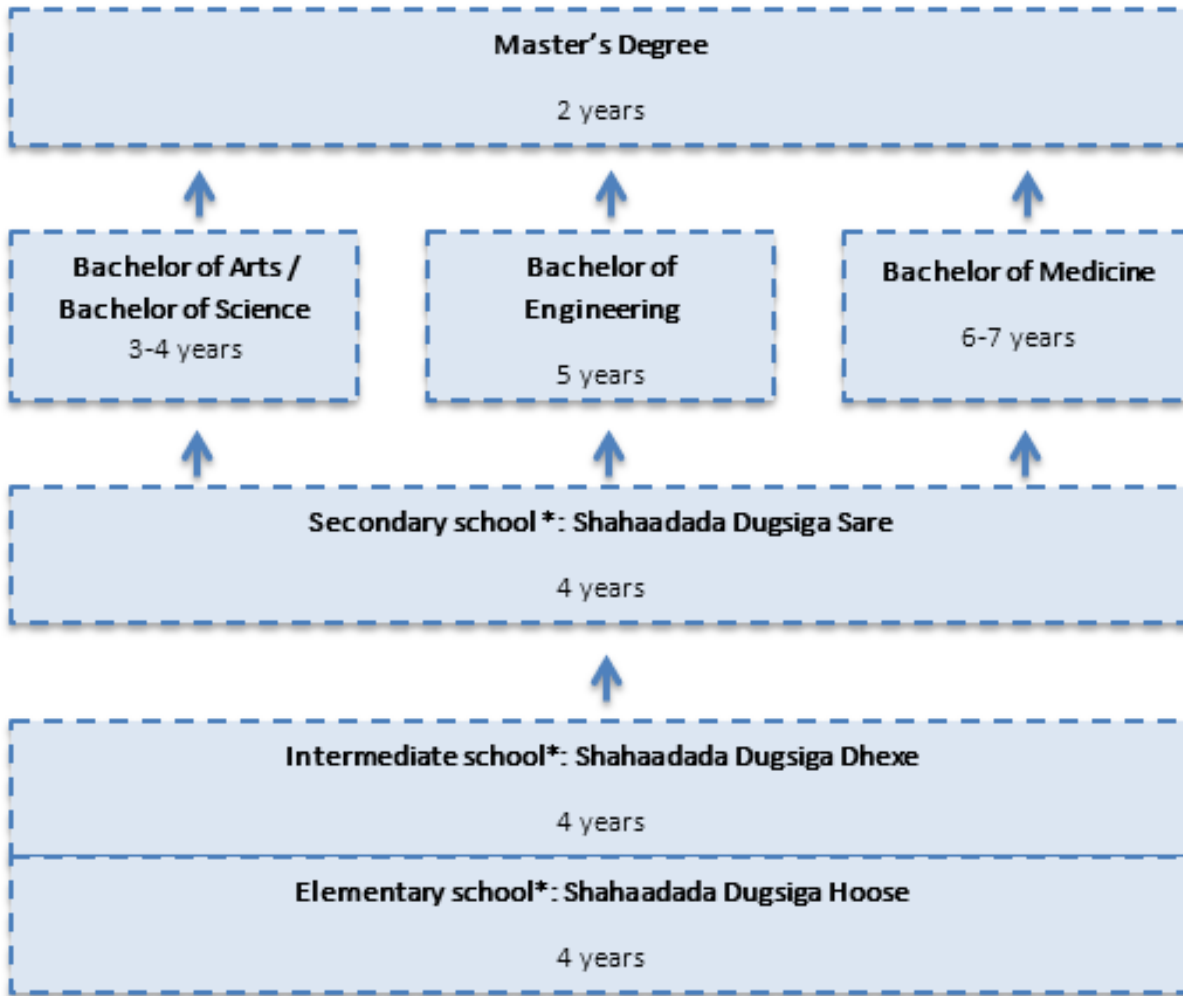 Master's Degree
2 years
Bachelor of Arts /
Bachelor of Science
3-4 years
Bachelor of
Engineering
5 years
Bachelor of Medicine
6-7 years
Secondary school *: Shahaadada Dugsiga Sare
4 years
Intermediate school*: Shahaadada Dugsiga Dhexe
4 years
Elementary school*: Shahaadada Dugsiga Hoose
4 years